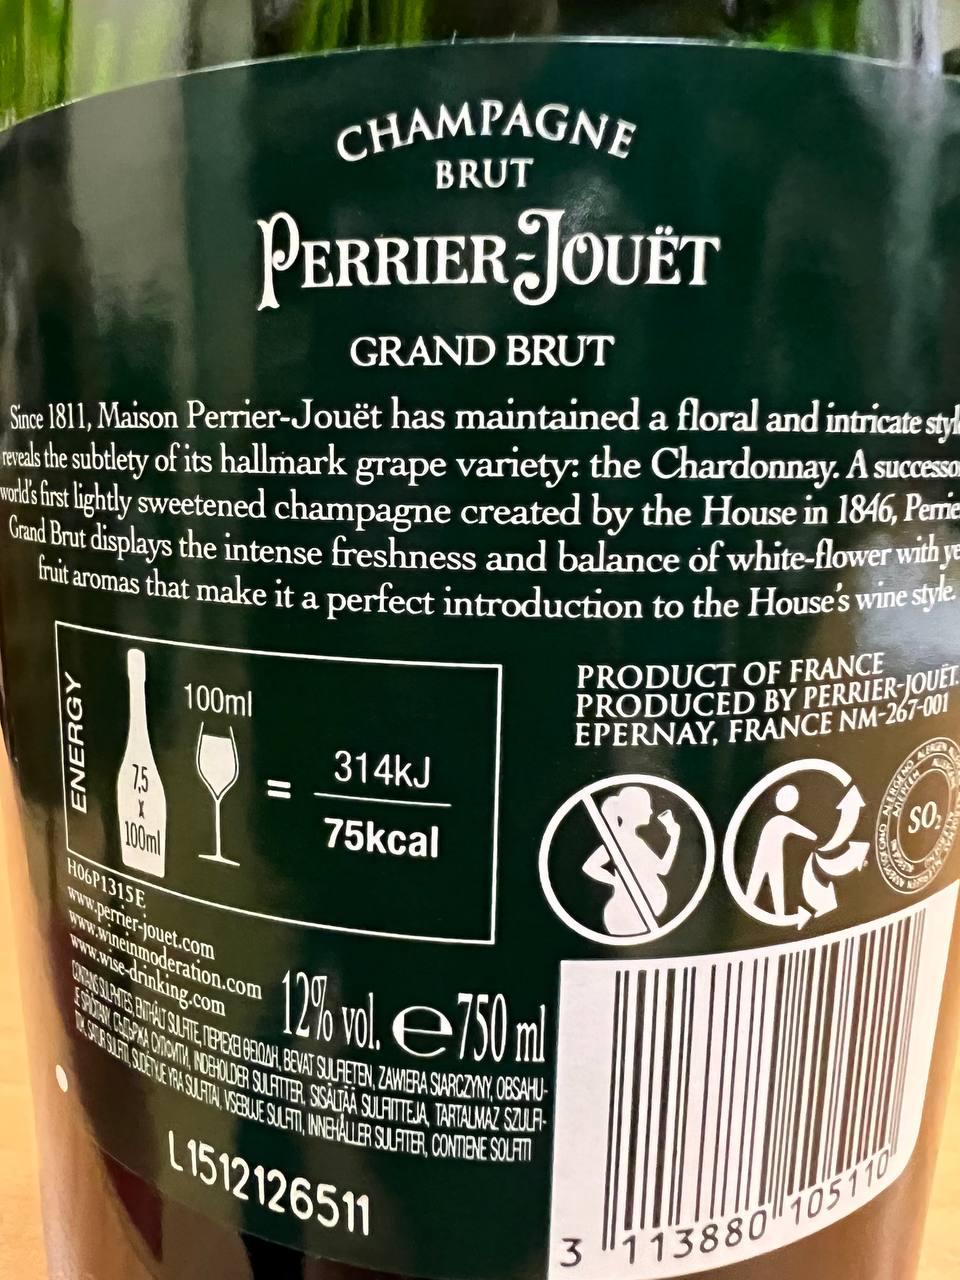 CHAMPAGNE
BRUT
PERRIER-JOUËT
GRAND BRUT
Since 1811, Maison Perrier-Jouët has maintained a floral and intricate styl
reveals the subtlety of its hallmark grape variety: the Chardonnay. A successo
world's first lightly sweetened champagne created by the House in 1846, Perrie
Grand Brut displays the intense freshness and balance of white-flower with ye
fruit aromas that make it a perfect introduction to the House's wine style.
ENERGY
7,5
x
100ml
100ml
=
314kJ
75kcal
PRODUCT OF FRANCE
PRODUCED BY PERRIER-JOUËT.
EPERNAY, FRANCE NM-267-001
SO₂
H06P1315E
www.perrier-jouet.com
www.wineinmoderation.com
www.wise-drinking.com
12% vol. e 750 ml
CONTAINS SULPHITES, ENTHÄLT SULFITE, ΠΕΡΙΕΧΕΙ ΘΕΙΩΔΗ, BEVAT SULFIETEN, ZAWIERA SIARCZYNY, OBSAHU-
JE SIŘIČITANY, СЪДЪРЖА СУЛФИТИ, INDEHOLDER SULFITTER, SISÄLTÄÄ SULFIITTEJA, TARTALMAZ SZULFI-
SUDĖTYJE YRA SULFITAI, VSEBUJE SULFITI, INNEHÅLLER SULFITER, CONTIENE SOLFITI
L1512126511
3 113880 105110